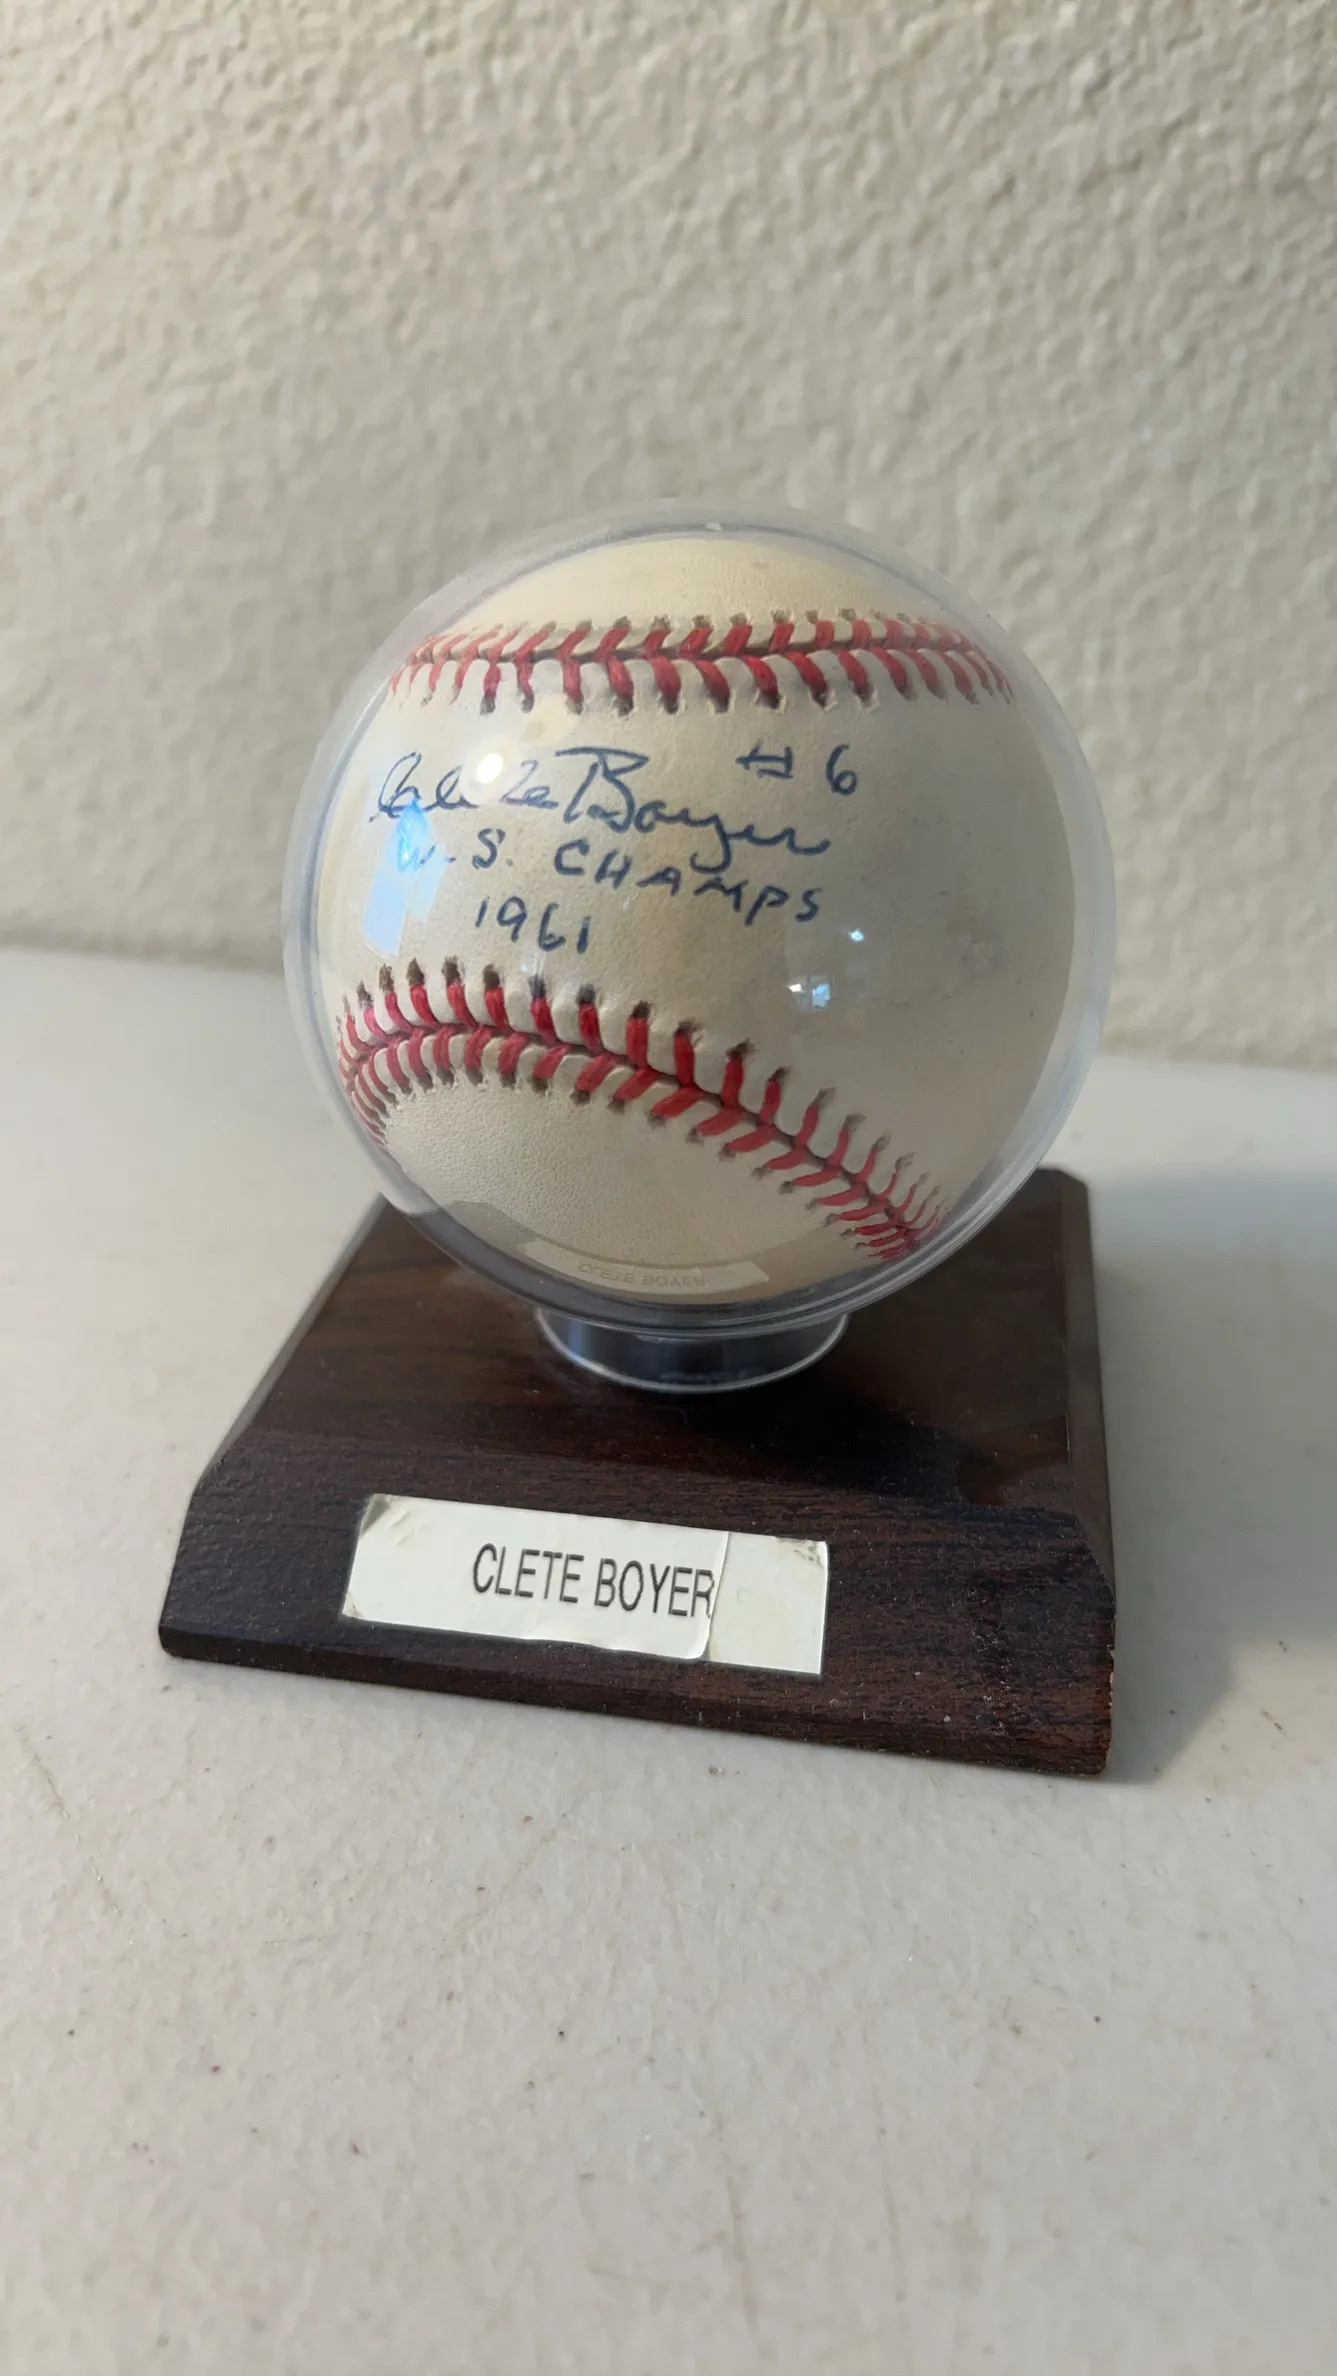 Clete Boyer #6
W.S. CHAMPS
1961
CLETE BOYER